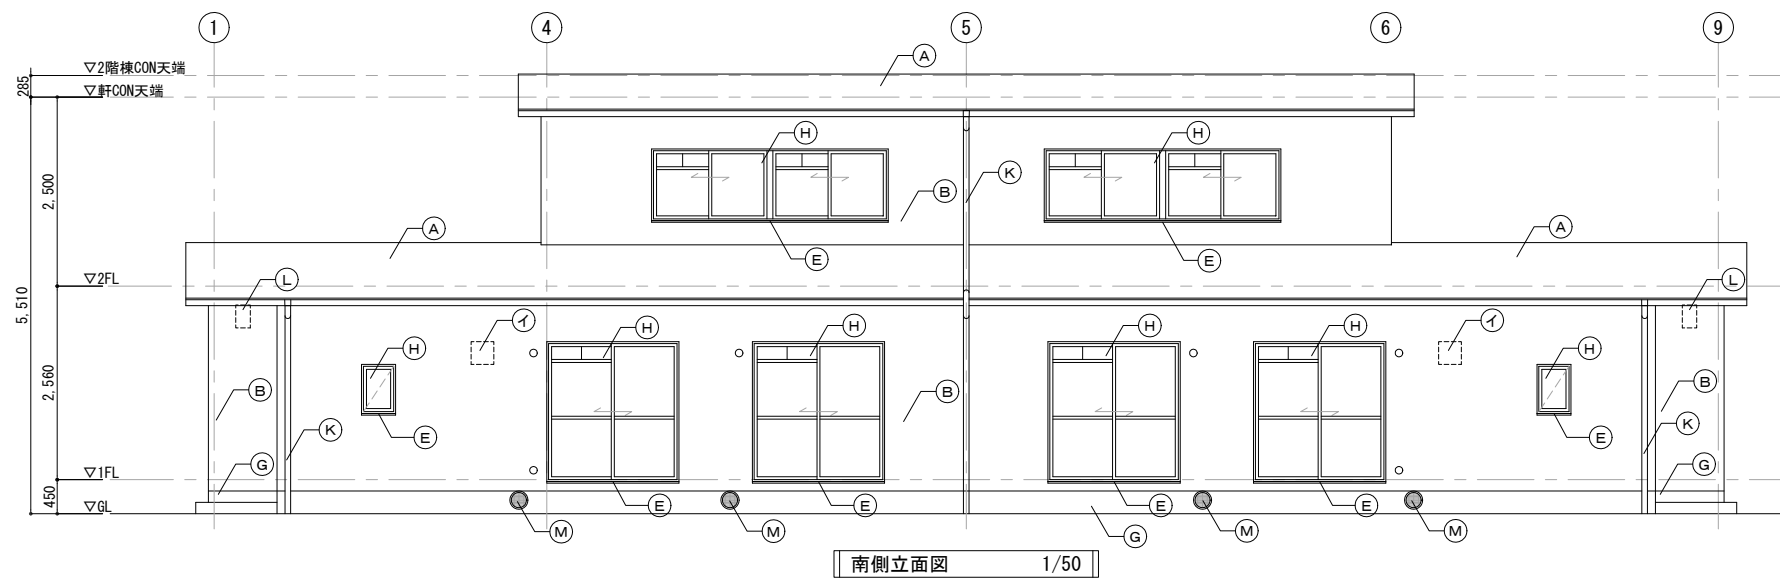 1 4 5 6 9
▽2階棟CON天端
285
▽軒CON天端
A
H H
K
2,500
B
A A
E E
▽2FL
L L
5,510
イ イ
H H H H
H H
2,560
B B B
K E E K
▽1FL
G G
450
E E E E
▽GL
M M G M M
南側立面図 1/50